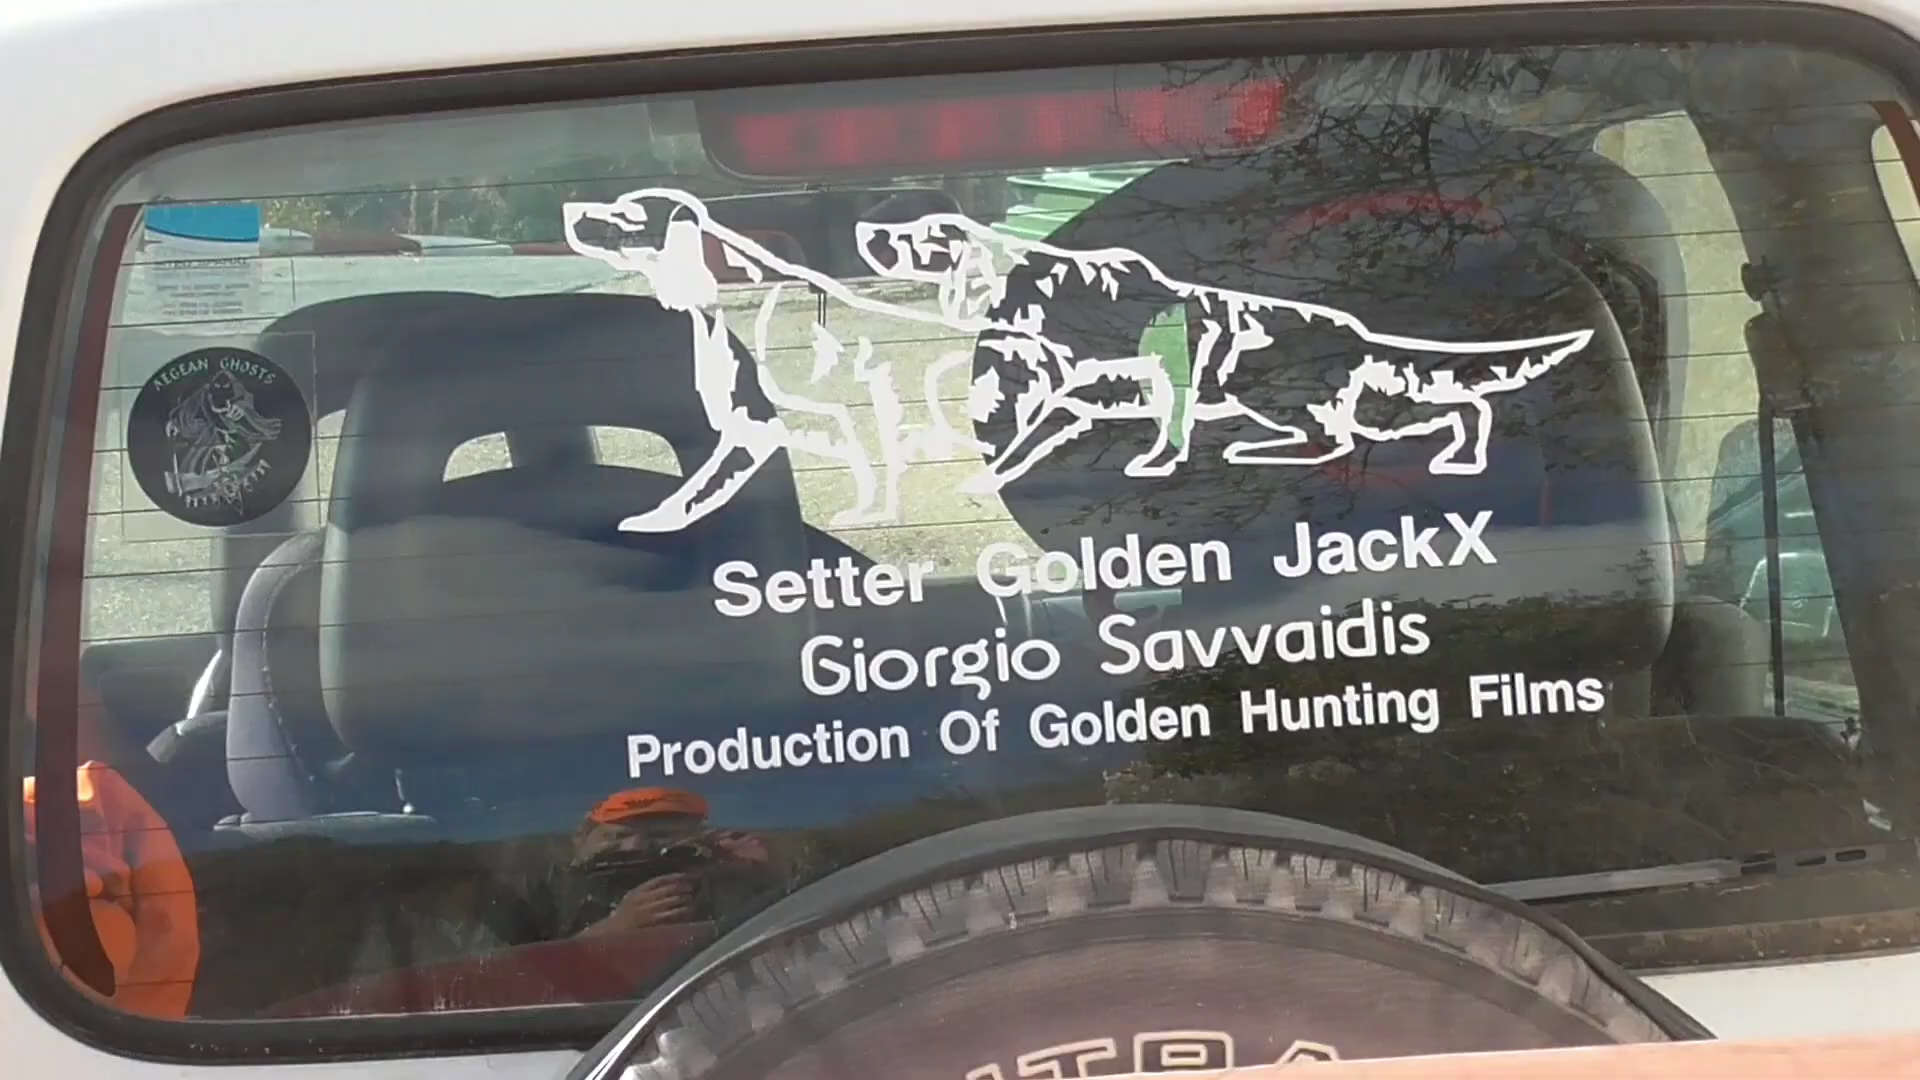 AEGEAN GHOSTS
Setter Golden JackX
Giorgio Savvaidis
Production Of Golden Hunting Films